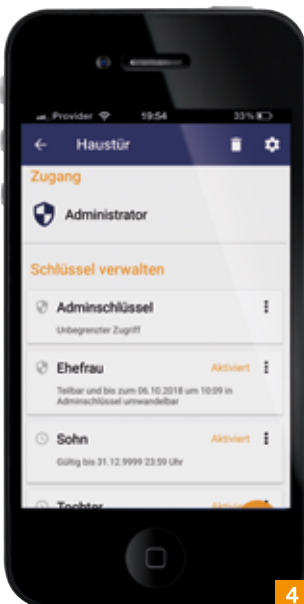 Provider 19:54 33%
Haustür
Zugang
Administrator
Schlüssel verwalten
Adminschlüssel
Unbegrenzter Zugriff
Ehefrau Aktiviert
Teilbar und bis zum 06.10.2018 um 10:09 in
Adminschlüssel umwandelbar
Sohn Aktiviert
Gültig bis 31.12.9999 23:59 Uhr
Tochter
4